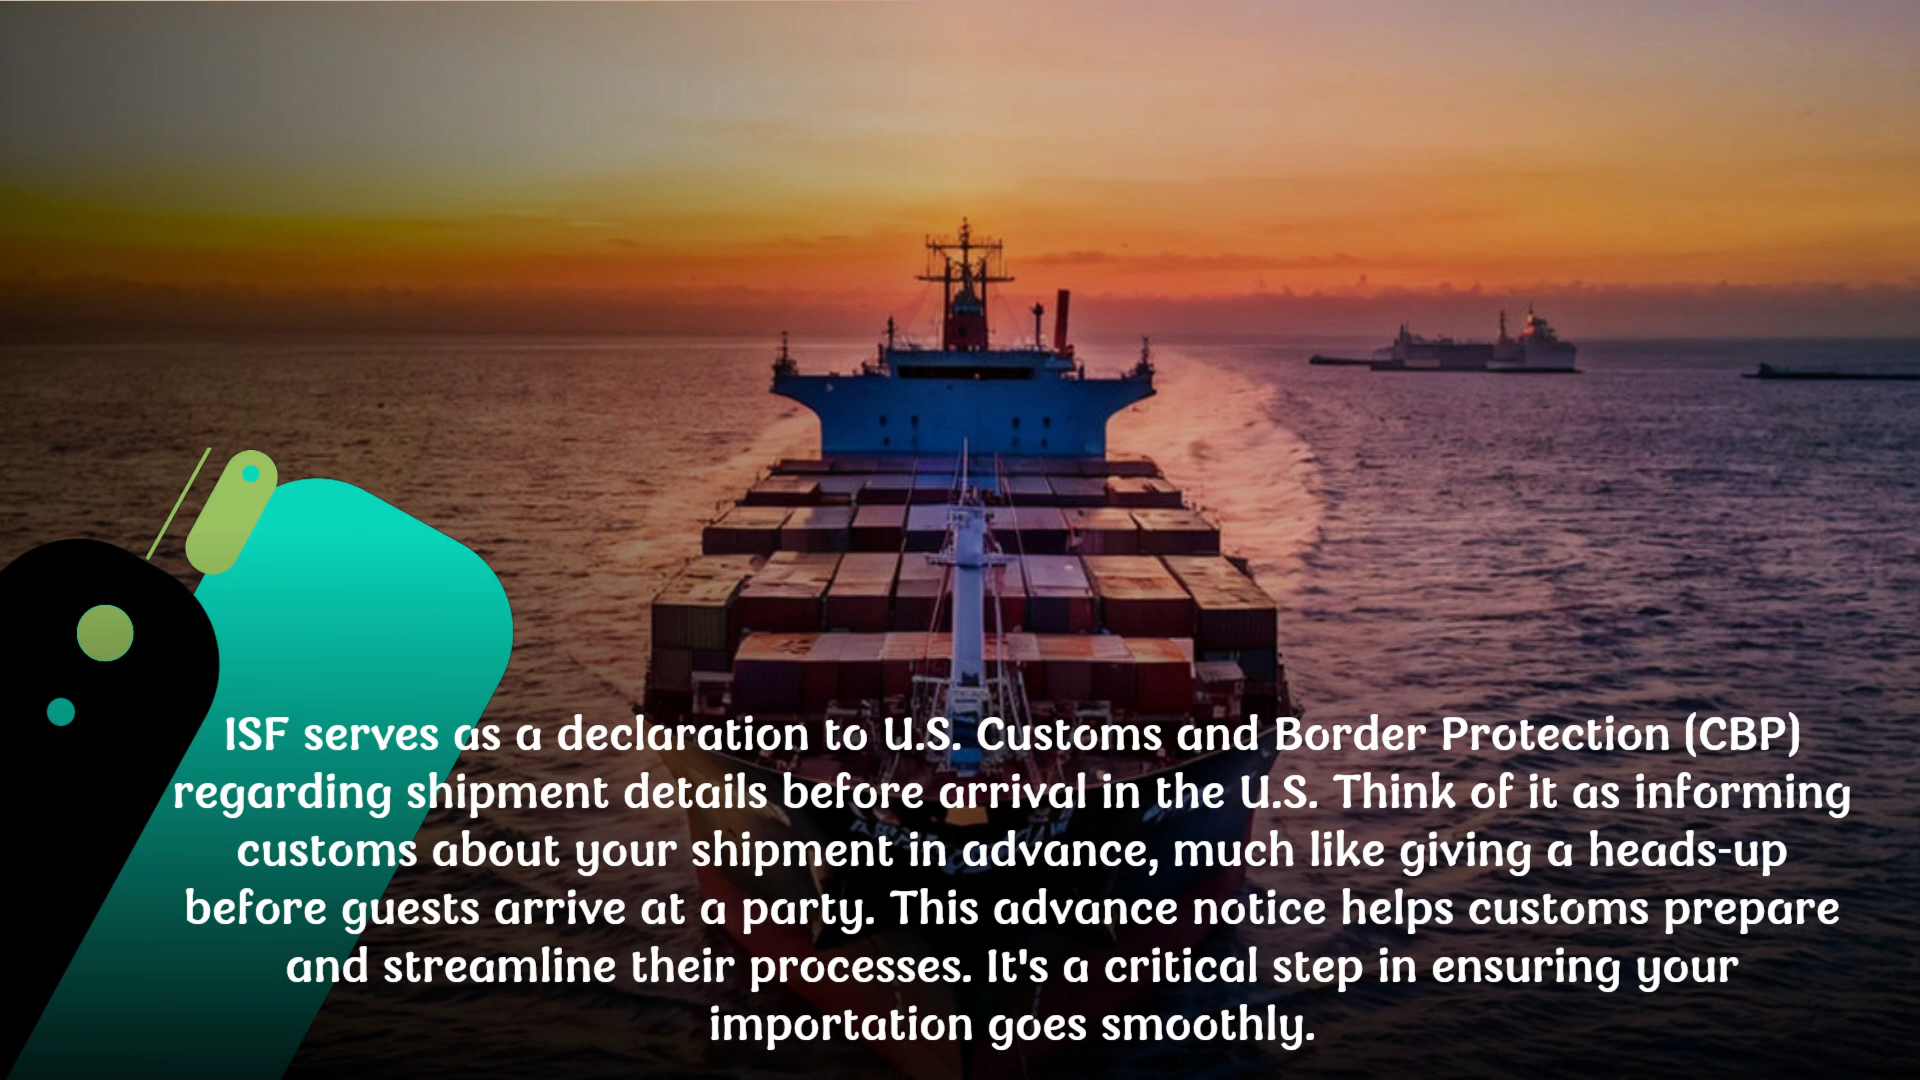 ISF serves as a declaration to U.S. Customs and Border Protection (CBP)
regarding shipment details before arrival in the U.S. Think of it as informing
customs about your shipment in advance, much like giving a heads-up
before guests arrive at a party. This advance notice helps customs prepare
and streamline their processes. It's a critical step in ensuring your
importation goes smoothly.